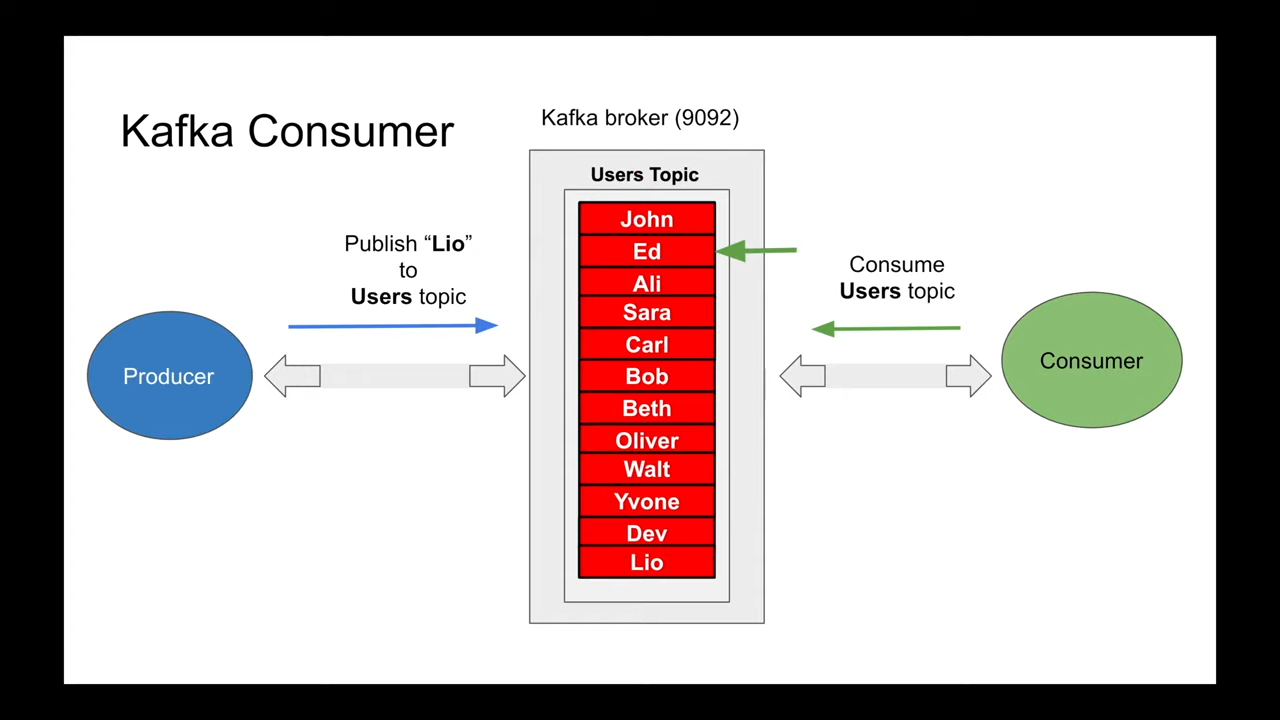 Kafka Consumer
Kafka broker (9092)
Users Topic
John
Ed
Ali
Sara
Carl
Bob
Beth
Oliver
Walt
Yvone
Dev
Lio
Publish “Lio”
to
Users topic
Producer
Consume
Users topic
Consumer